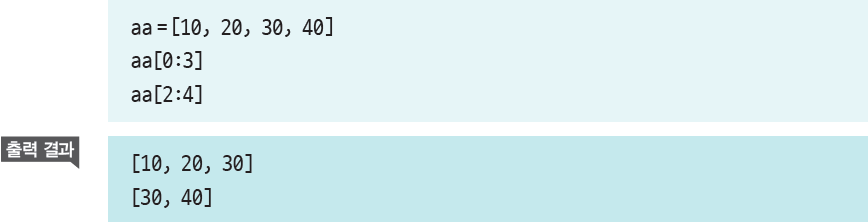 aa=[10, 20, 30, 40]
aa[0:3]
aa[2:4]
출력 결과
[10, 20, 30]
[30, 40]